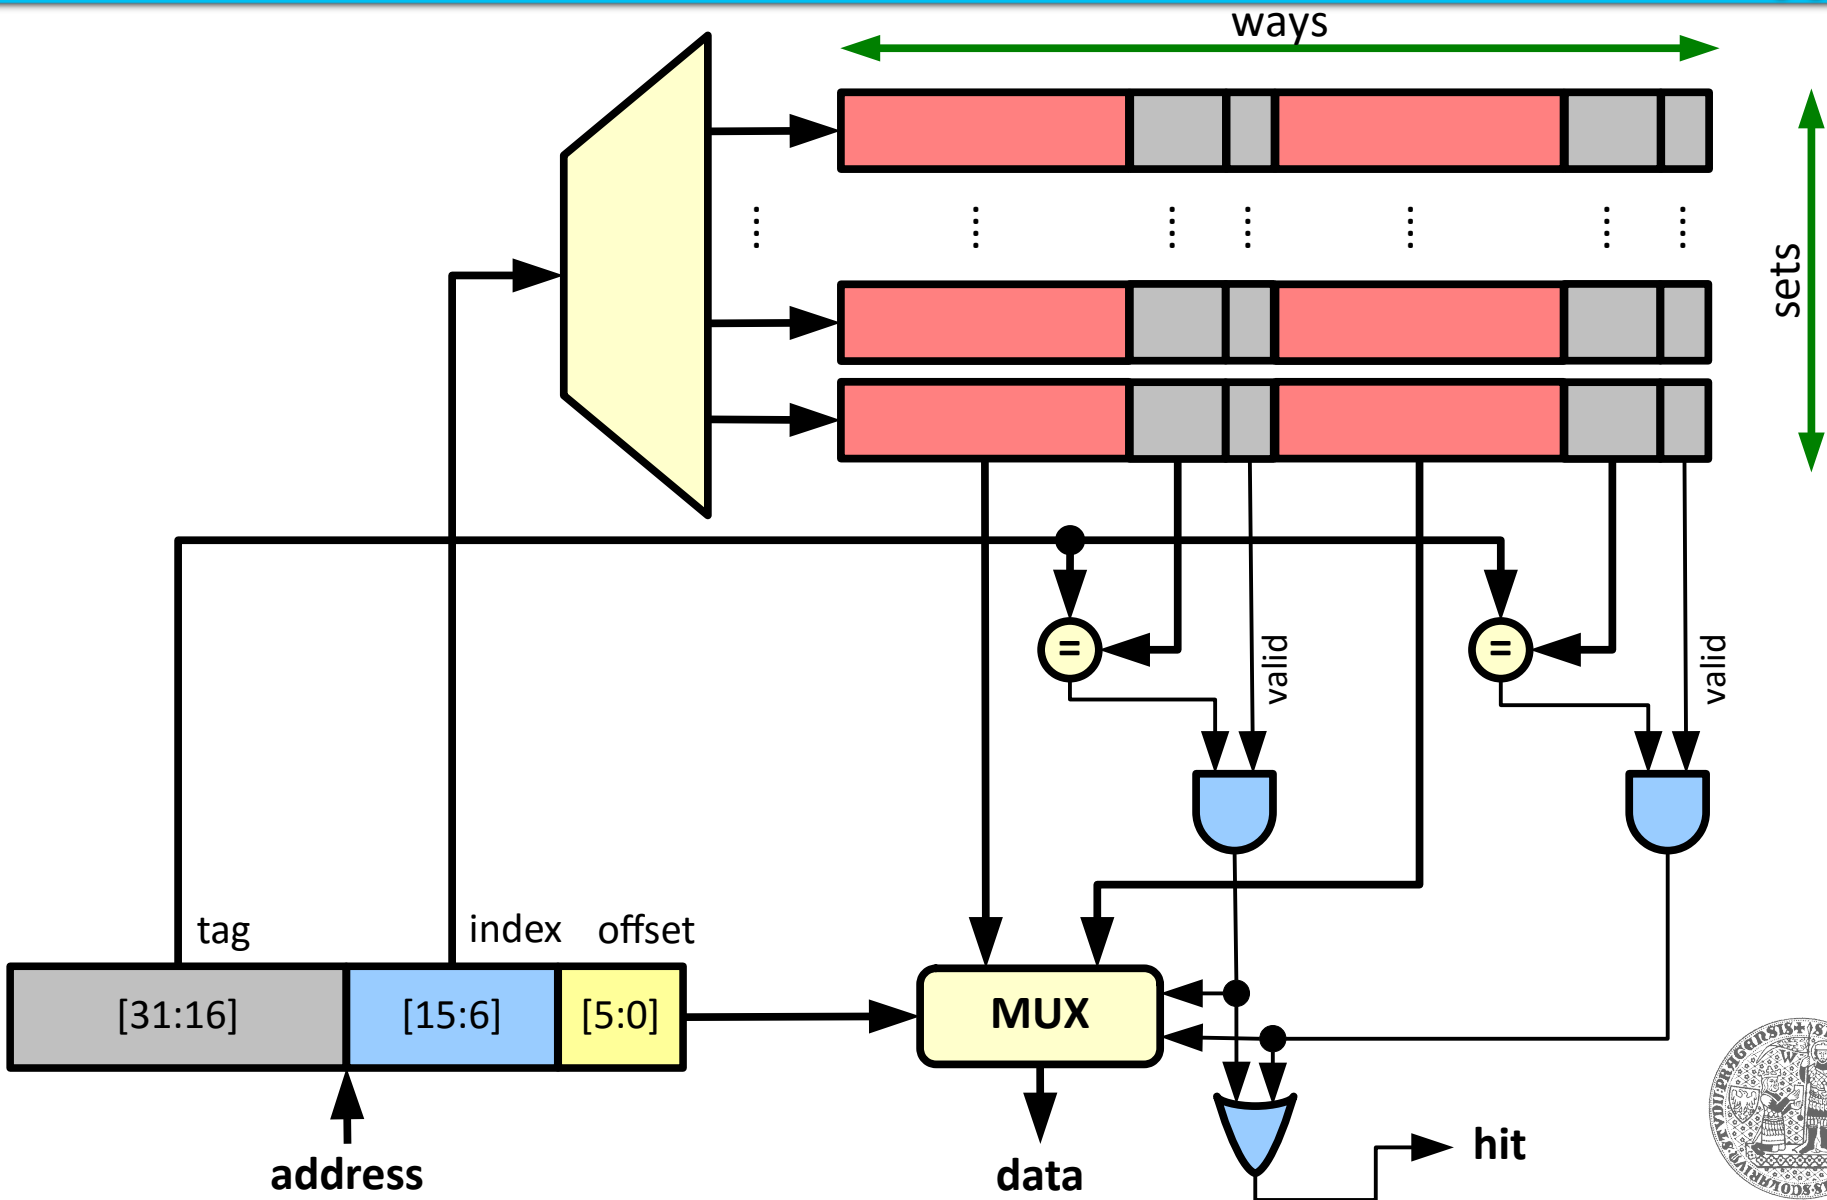 ways
sets
=
=
valid
valid
tag
index
offset
[31:16]
[15:6]
[5:0]
MUX
address
data
hit